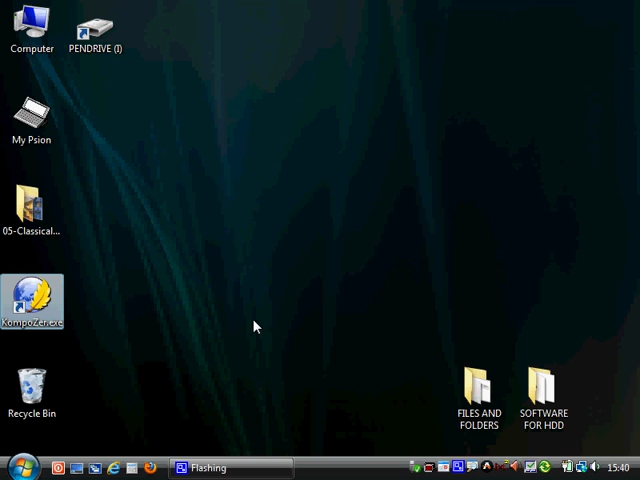 Computer
PENDRIVE (I)
My Psion
05-Classical...
KompoZer.exe
Recycle Bin
FILES AND
FOLDERS
SOFTWARE
FOR HDD
Flashing
15:40